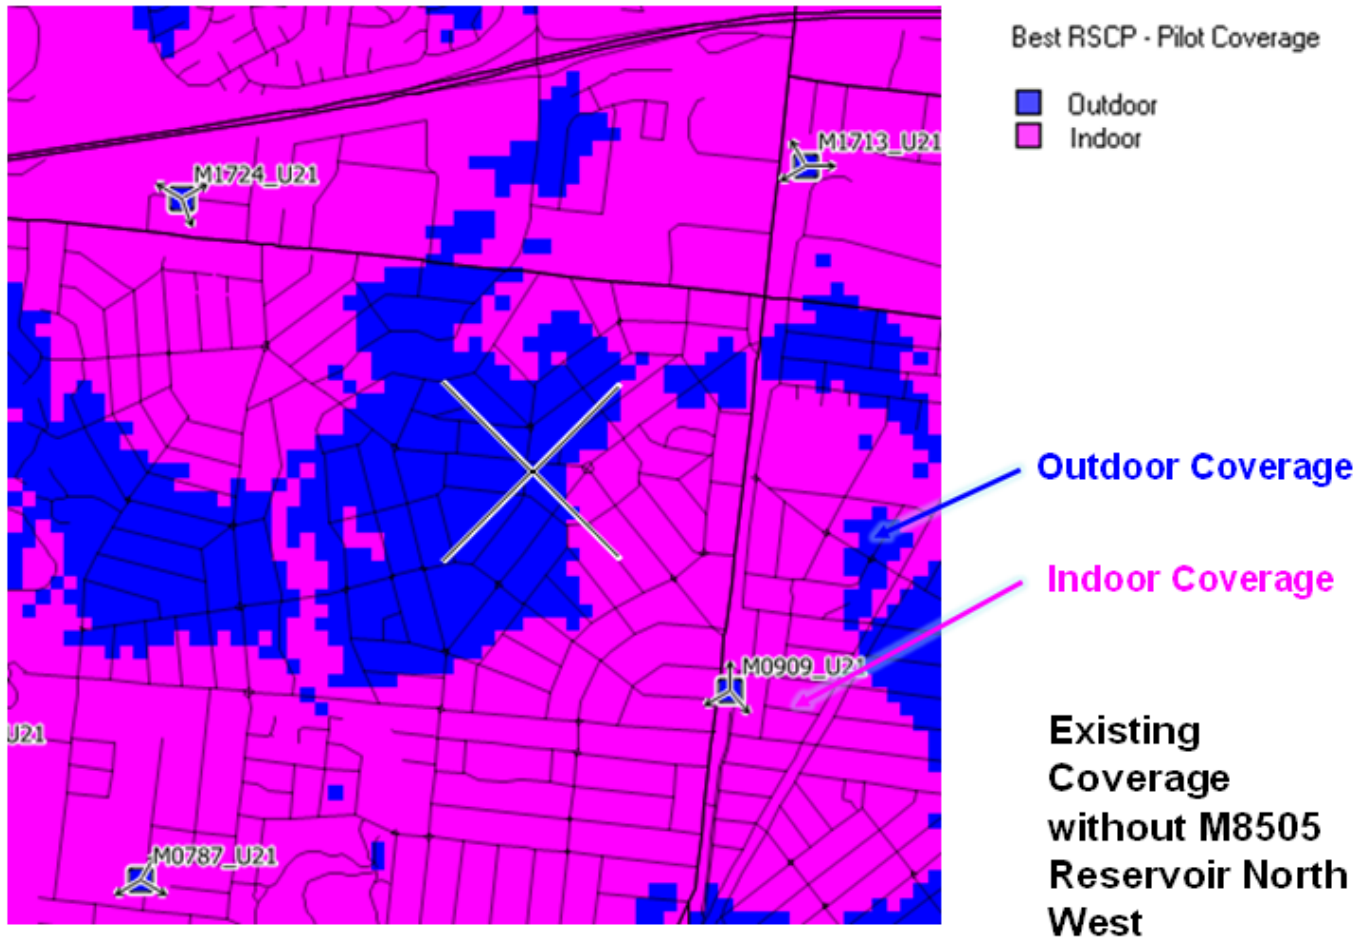 Best RSCP - Pilot Coverage
Outdoor
Indoor
M1713_U21
M1724_U21
Outdoor Coverage
Indoor Coverage
M0909_U21
U21
Existing
Coverage
without M8505
Reservoir North
West
M0787_U21